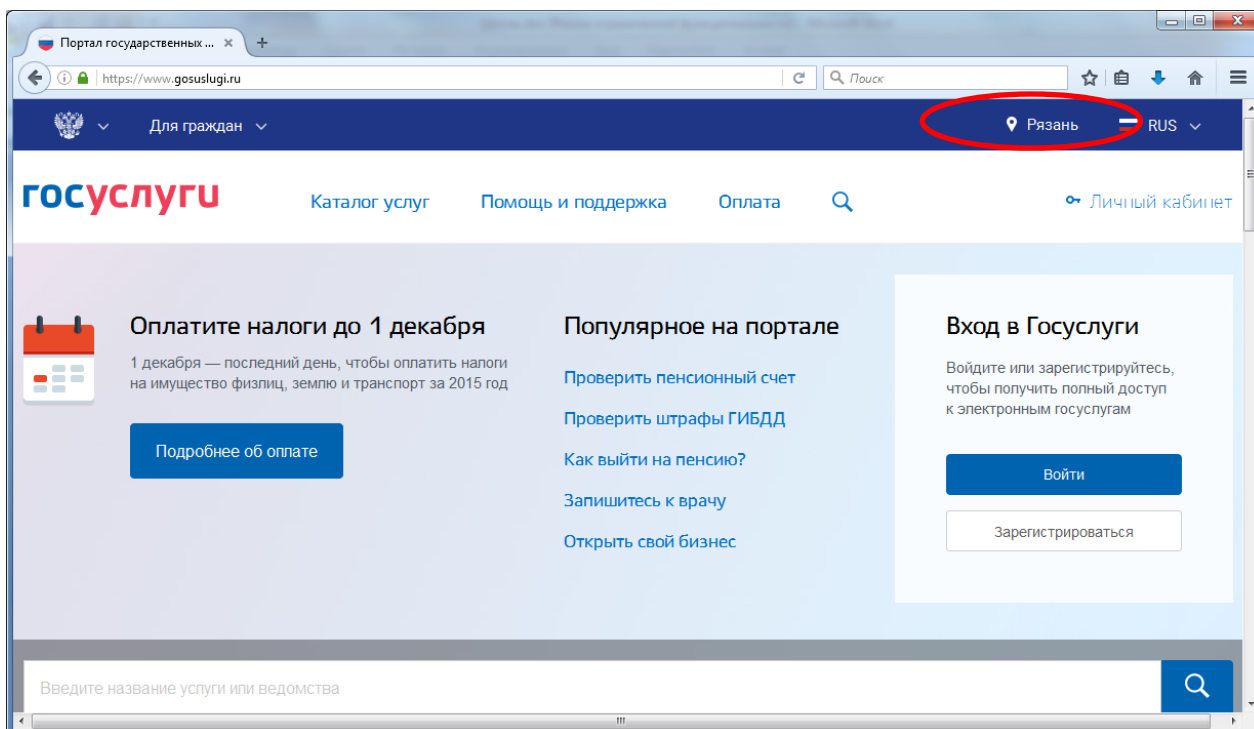 Портал государственных ...
https://www.gosuslugi.ru
Поиск
Для граждан
Рязань
RUS
госуслуги
Каталог услуг
Помощь и поддержка
Оплата
Личный кабинет
Оплатите налоги до 1 декабря
1 декабря — последний день, чтобы оплатить налоги
на имущество физлиц, землю и транспорт за 2015 год
Подробнее об оплате
Популярное на портале
Проверить пенсионный счет
Проверить штрафы ГИБДД
Как выйти на пенсию?
Запишитесь к врачу
Открыть свой бизнес
Вход в Госуслуги
Войдите или зарегистрируйтесь,
чтобы получить полный доступ
к электронным госуслугам
Войти
Зарегистрироваться
Введите название услуги или ведомства